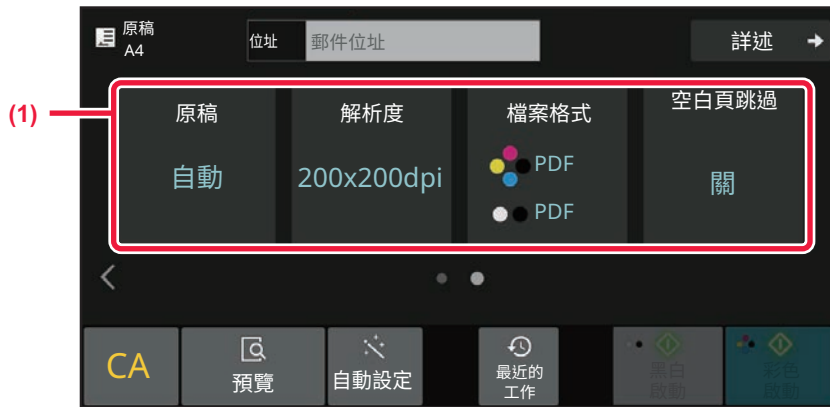 原稿
A4
位址
郵件位址
詳述
(1)
原稿
解析度
檔案格式
空白頁跳過
自動
200x200dpi
PDF
PDF
關
CA
預覽
自動設定
最近的
工作
黑白
啟動
彩色
啟動